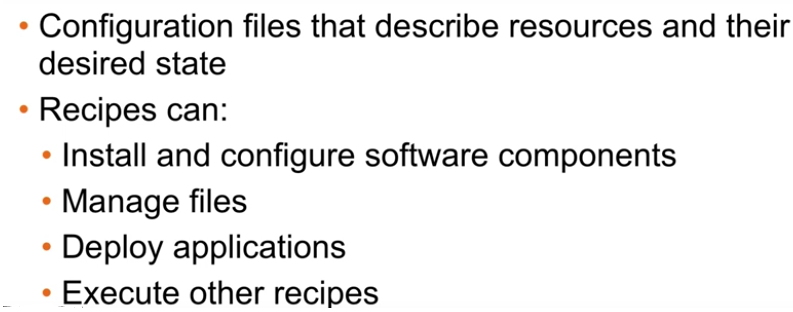 • Configuration files that describe resources and their
desired state
• Recipes can:
• Install and configure software components
• Manage files
• Deploy applications
• Execute other recipes